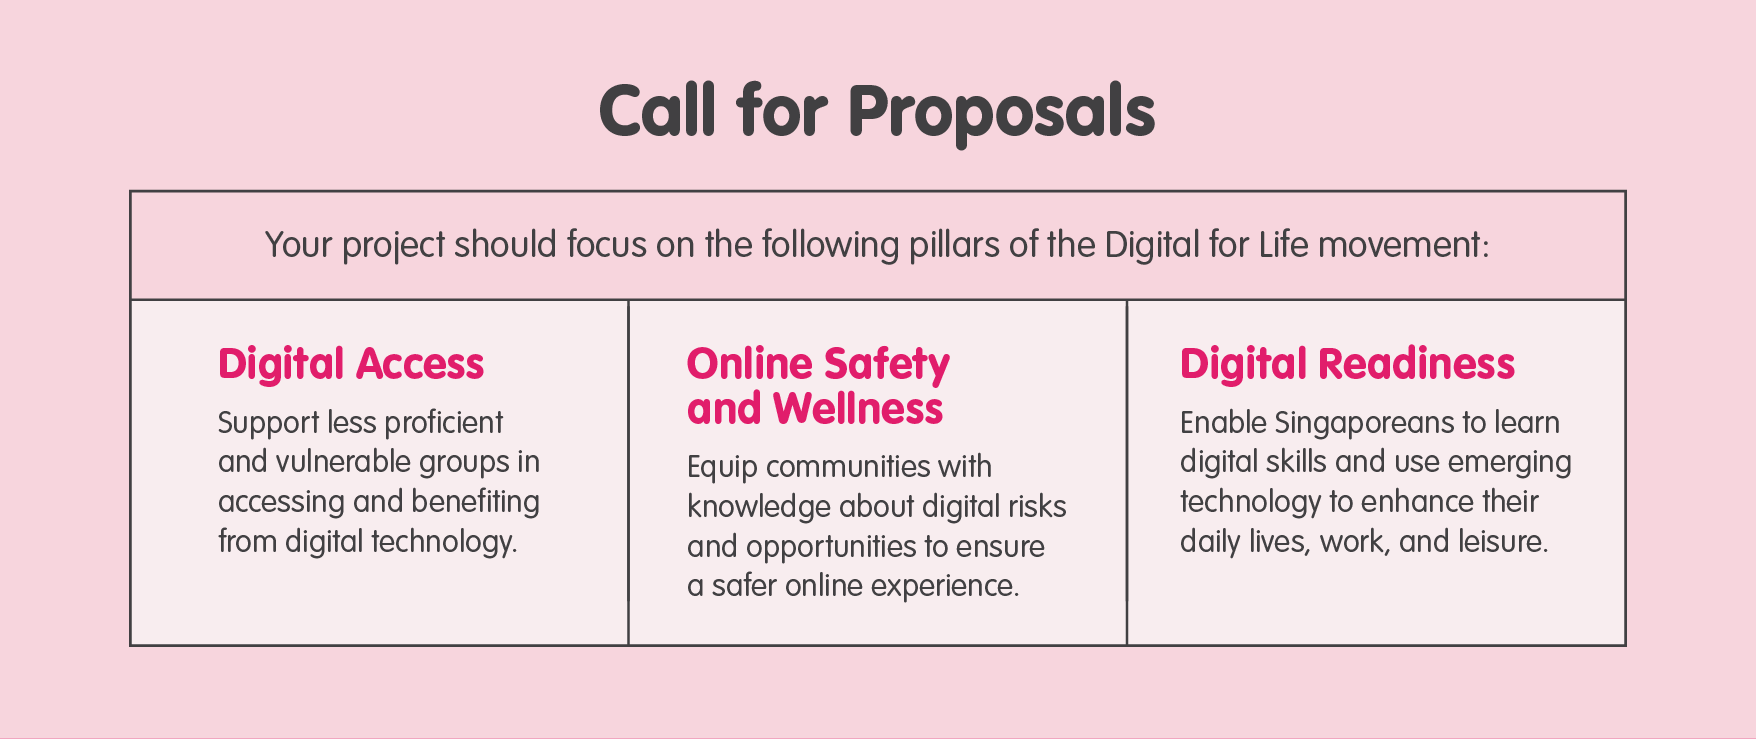 Call for Proposals
Your project should focus on the following pillars of the Digital for Life movement:
Digital Access
Support less proficient
and vulnerable groups in
accessing and benefiting
from digital technology.
Online Safety
and Wellness
Equip communities with
knowledge about digital risks
and opportunities to ensure
a safer online experience.
Digital Readiness
Enable Singaporeans to learn
digital skills and use emerging
technology to enhance their
daily lives, work, and leisure.